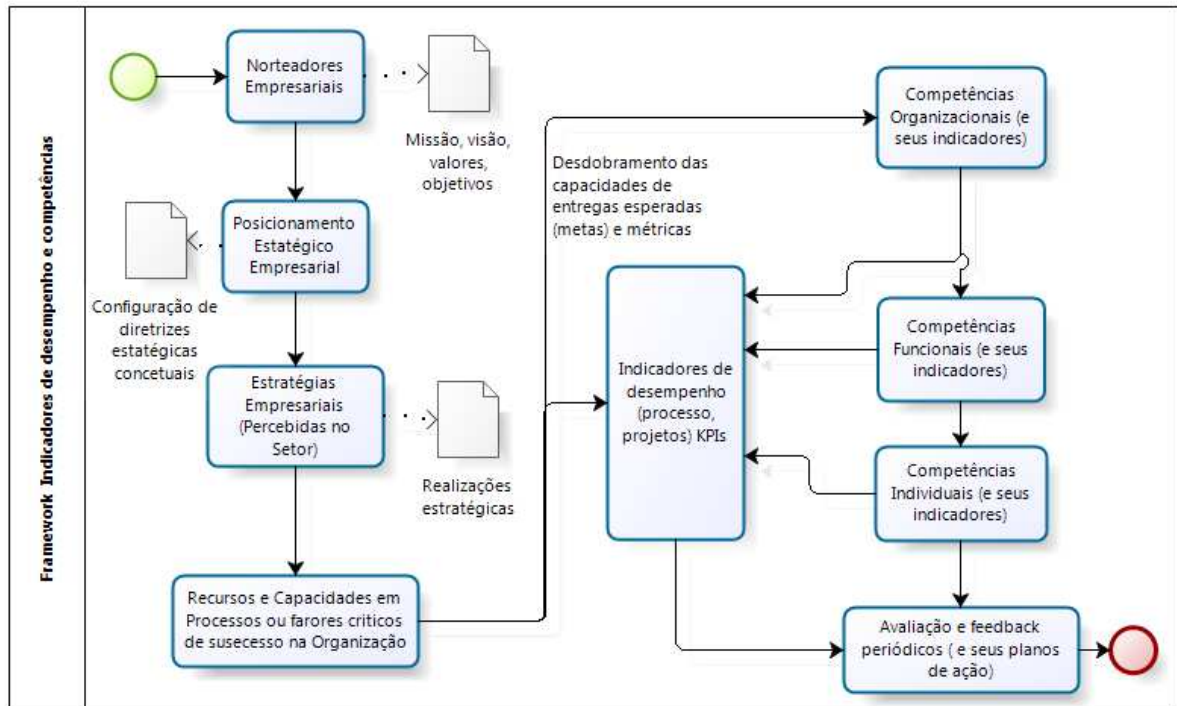 Framework Indicadores de desempenho e competências
Norteadores
Empresariais
Missão, visão,
valores,
objetivos
Posicionamento
Estatégico
Empresarial
Configuração de
diretrizes
estatégicas
concetuais
Estratégias
Empresariais
(Percebidas no
Setor)
Realizações
estratégicas
Recursos e Capacidades em
Processos ou farores criticos
de susecesso na Organização
Desdobramento das
capacidades de
entregas esperadas
(metas) e métricas
Indicadores de
desempenho
(processo,
projetos) KPIs
Competências
Organizacionais (e
seus indicadores)
Competências
Funcionais (e seus
indicadores)
Competências
Individuais (e seus
indicadores)
Avaliação e feedback
periódicos ( e seus planos
de ação)